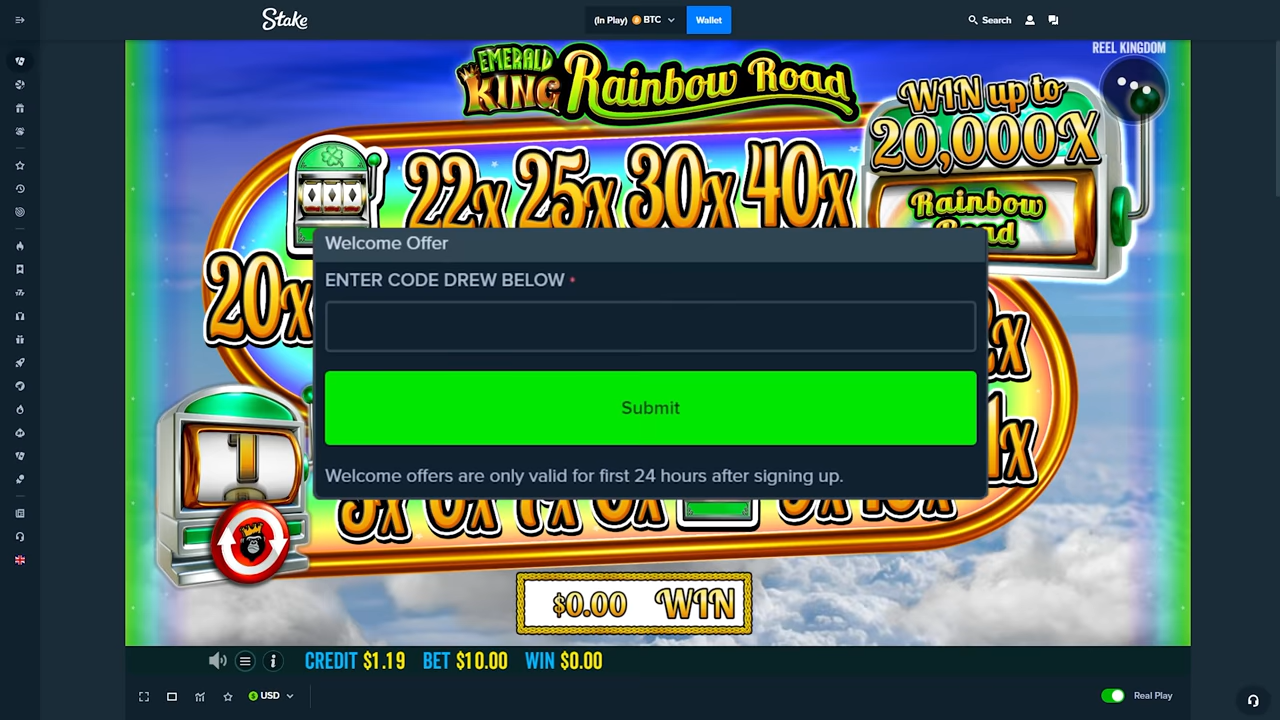 Stake
(In Play) BTC
Wallet
Search
REEL KINGDOM
EMERALD KING Rainbow Road
WIN up to
20,000X
22x 25x 30x 40x
Rainbow
Road
20x
Welcome Offer
ENTER CODE DREW BELOW *
Submit
Welcome offers are only valid for first 24 hours after signing up.
$0.00 WIN
CREDIT $1.19 BET $10.00 WIN $0.00
USD
Real Play